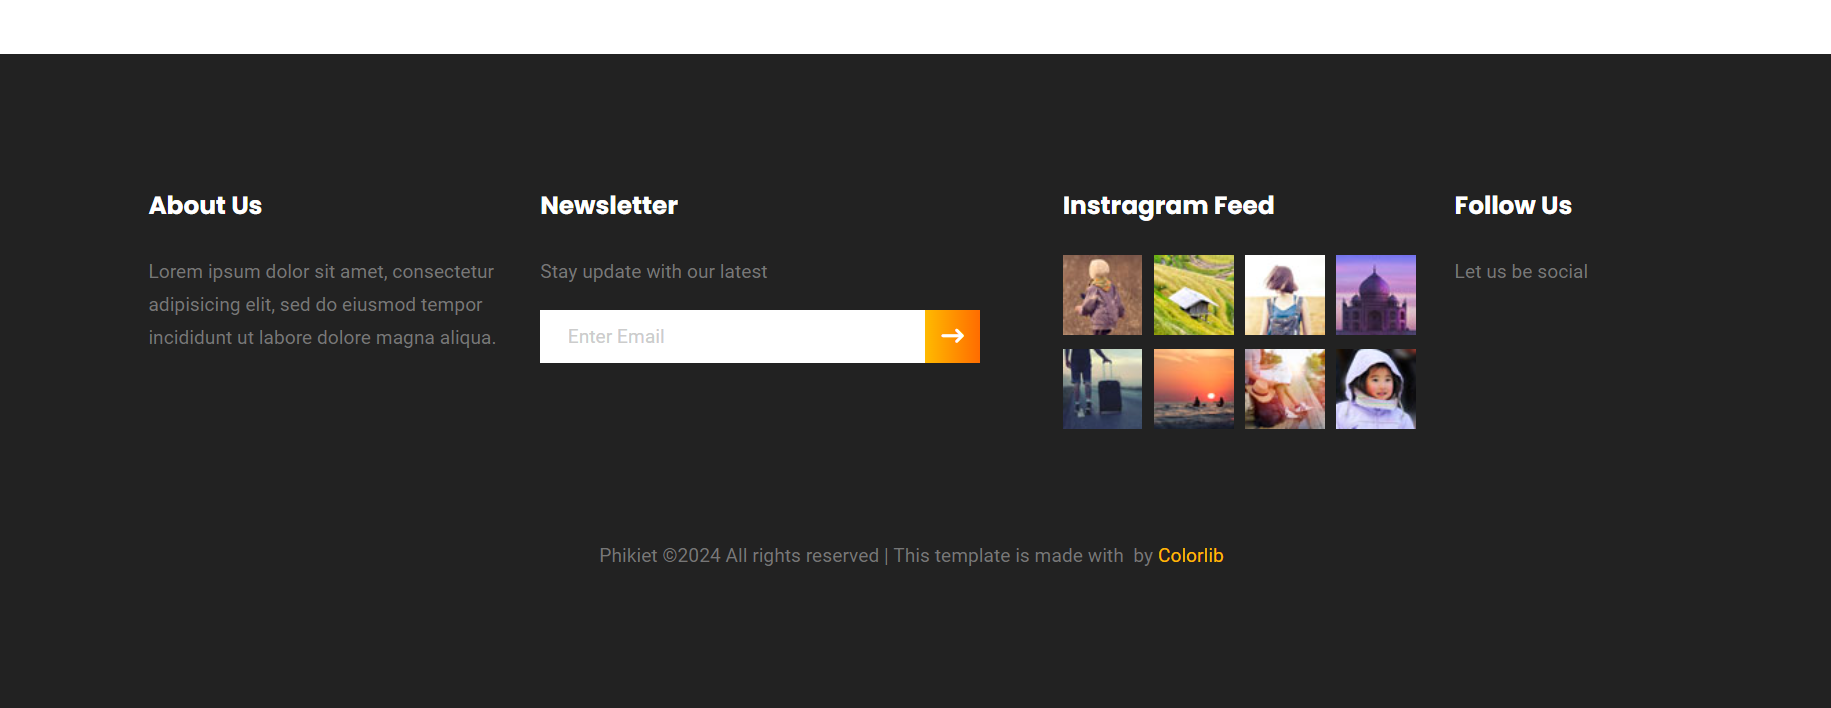 About Us
Lorem ipsum dolor sit amet, consectetur
adipisicing elit, sed do eiusmod tempor
incididunt ut labore dolore magna aliqua.
Newsletter
Stay update with our latest
Enter Email
Instragram Feed
Follow Us
Let us be social
Phikiet ©2024 All rights reserved | This template is made with by Colorlib